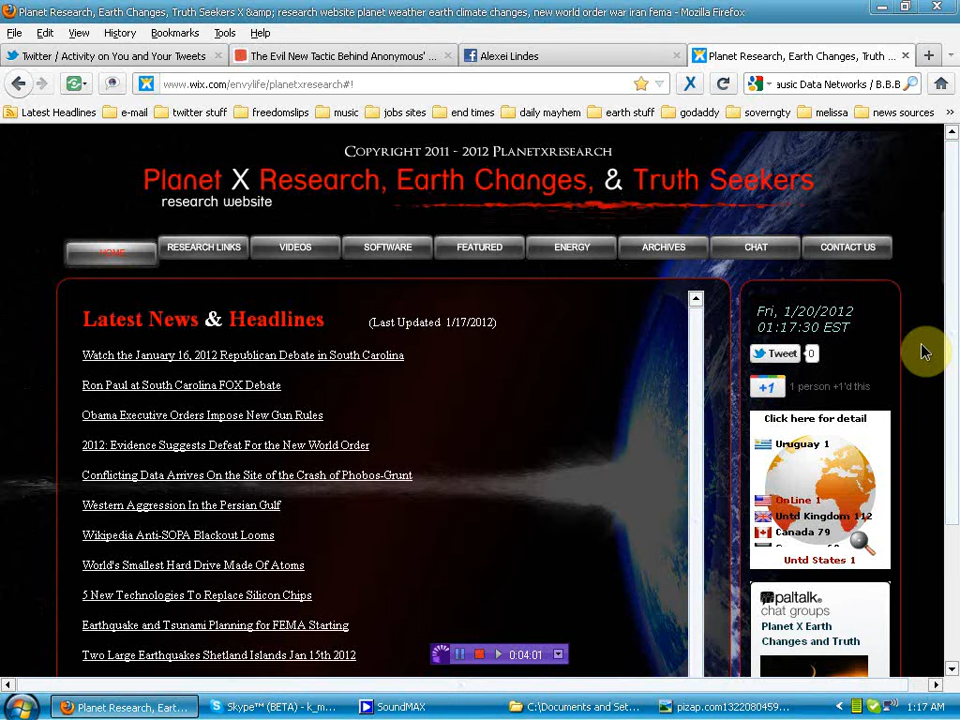 Planet Research, Earth Changes, Truth Seekers X &amp; research website planet weather earth climate changes, new world order war iran fema - Mozilla Firefox
File Edit View History Bookmarks Tools Help
Twitter / Activity on You and Your Tweets × The Evil New Tactic Behind Anonymous' ... × Alexei Lindes × Planet Research, Earth Changes, Truth ... × +
www.wix.com/envylife/planetxresearch#! usic Data Networks / B.B.B
Latest Headlines e-mail twitter stuff freedomslips music jobs sites end times daily mayhem earth stuff godaddy soverngty melissa news sources »
Copyright 2011 - 2012 Planetxresearch
Planet X Research, Earth Changes, & Truth Seekers
research website
HOME RESEARCH LINKS VIDEOS SOFTWARE FEATURED ENERGY ARCHIVES CHAT CONTACT US
Latest News & Headlines (Last Updated 1/17/2012)
Watch the January 16, 2012 Republican Debate in South Carolina
Ron Paul at South Carolina FOX Debate
Obama Executive Orders Impose New Gun Rules
2012: Evidence Suggests Defeat For the New World Order
Conflicting Data Arrives On the Site of the Crash of Phobos-Grunt
Western Aggression In the Persian Gulf
Wikipedia Anti-SOPA Blackout Looms
World's Smallest Hard Drive Made Of Atoms
5 New Technologies To Replace Silicon Chips
Earthquake and Tsunami Planning for FEMA Starting
Two Large Earthquakes Shetland Islands Jan 15th 2012
Fri, 1/20/2012
01:17:30 EST
Tweet 0
+1 1 person +1'd this
Click here for detail
Uruguay 1
OnLine 1
Untd Kingdom 112
Canada 79
Untd States 1
paltalk
chat groups
Planet X Earth
Changes and Truth
0:04:01
Planet Research, Eart... Skype™ (BETA) - k_m... SoundMAX C:\Documents and Set... pizap.com1322080459... 1:17 AM